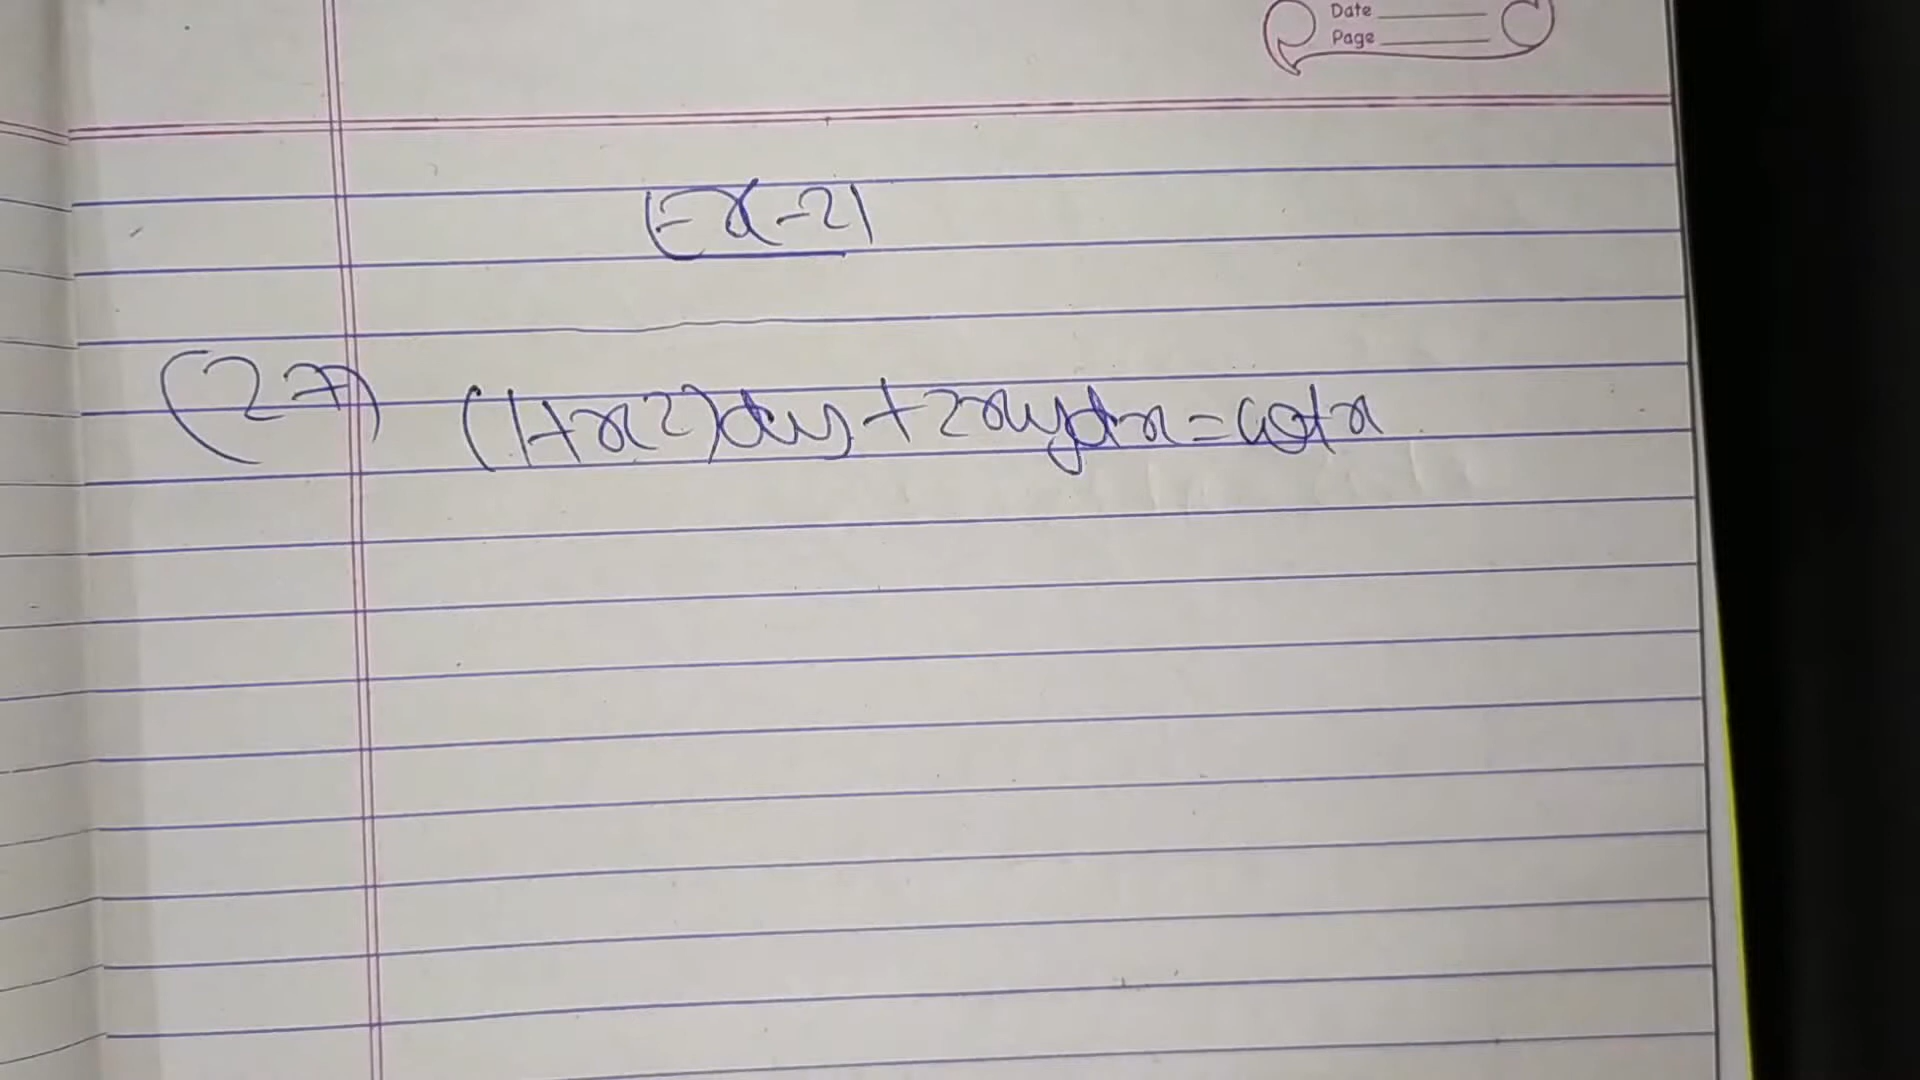 Date
Page
Ex-21
(27) (1+x2)dy+2xydx=cotx